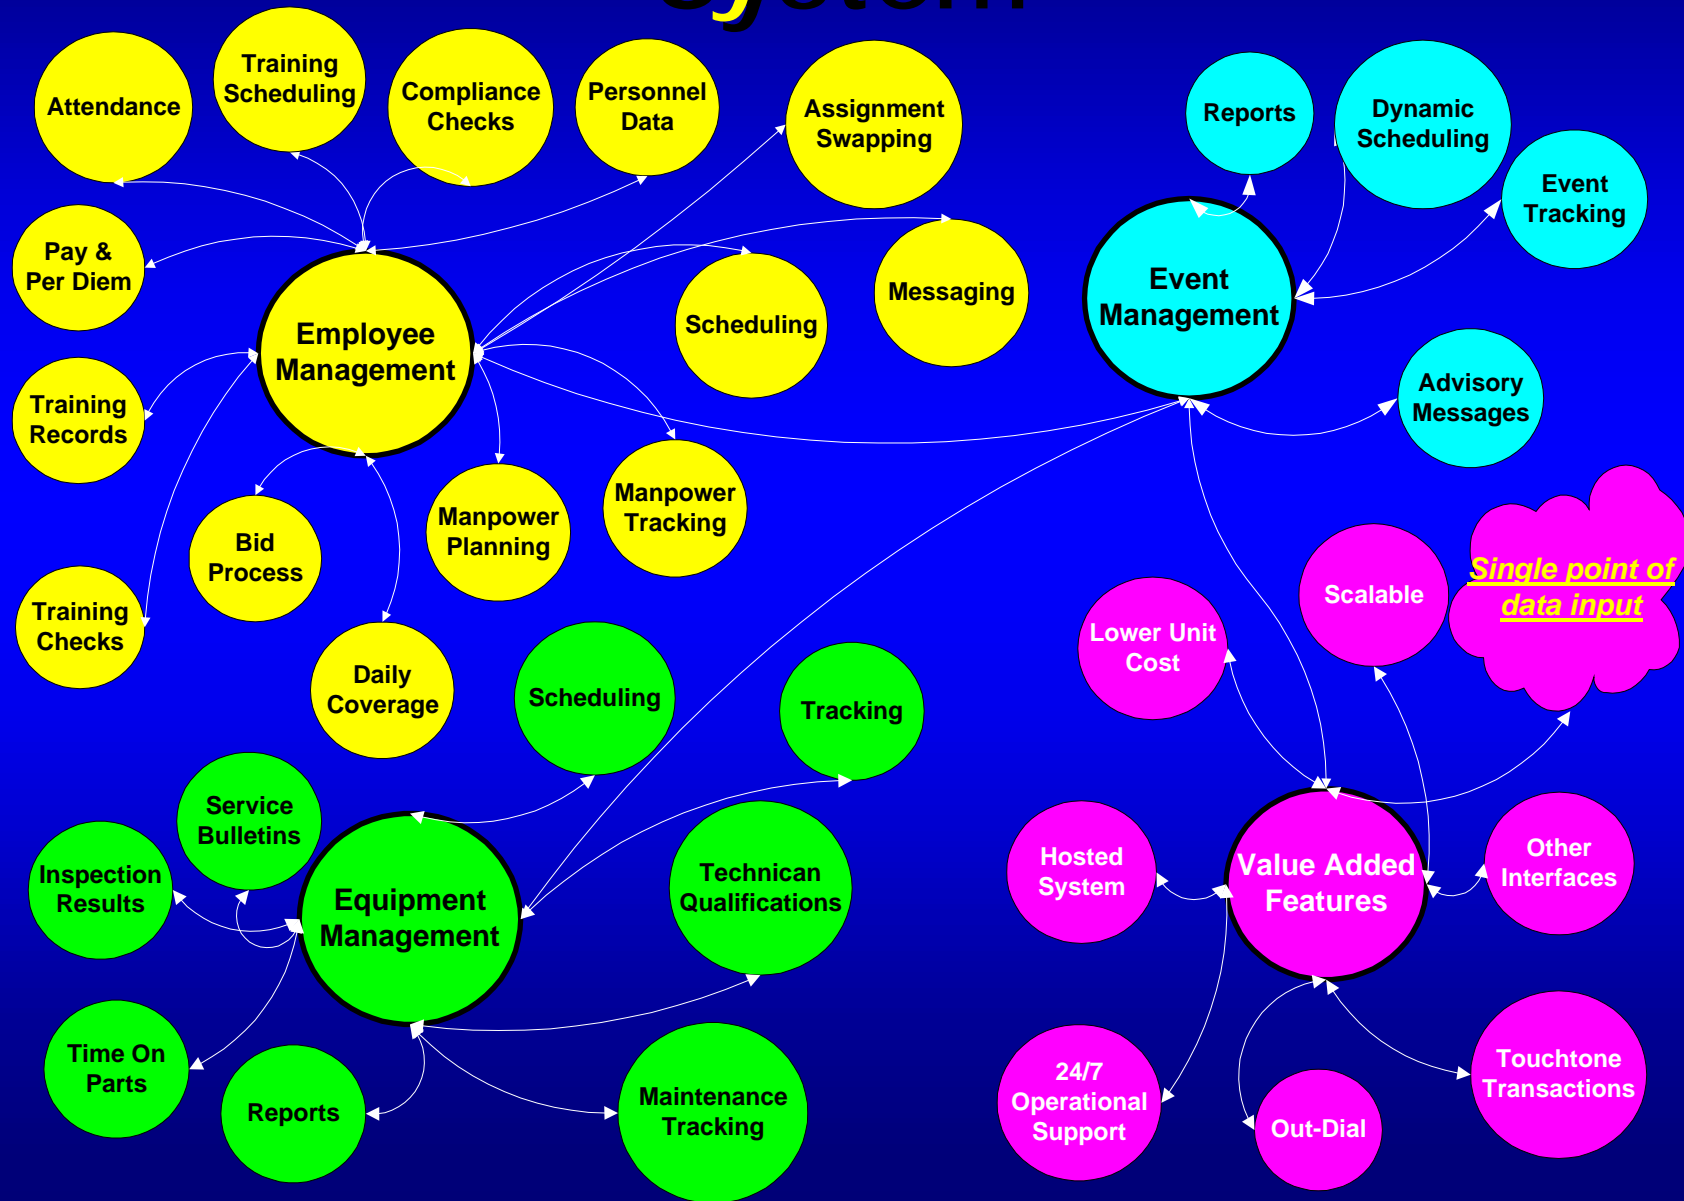 System
Attendance
Training
Scheduling
Compliance
Checks
Personnel
Data
Assignment
Swapping
Reports
Dynamic
Scheduling
Event
Tracking
Pay &
Per Diem
Employee
Management
Scheduling
Messaging
Event
Management
Training
Records
Advisory
Messages
Bid
Process
Manpower
Planning
Manpower
Tracking
Training
Checks
Daily
Coverage
Single point of
data input
Scalable
Lower Unit
Cost
Scheduling
Tracking
Service
Bulletins
Inspection
Results
Equipment
Management
Technican
Qualifications
Hosted
System
Value Added
Features
Other
Interfaces
Time On
Parts
Reports
Maintenance
Tracking
24/7
Operational
Support
Out-Dial
Touchtone
Transactions